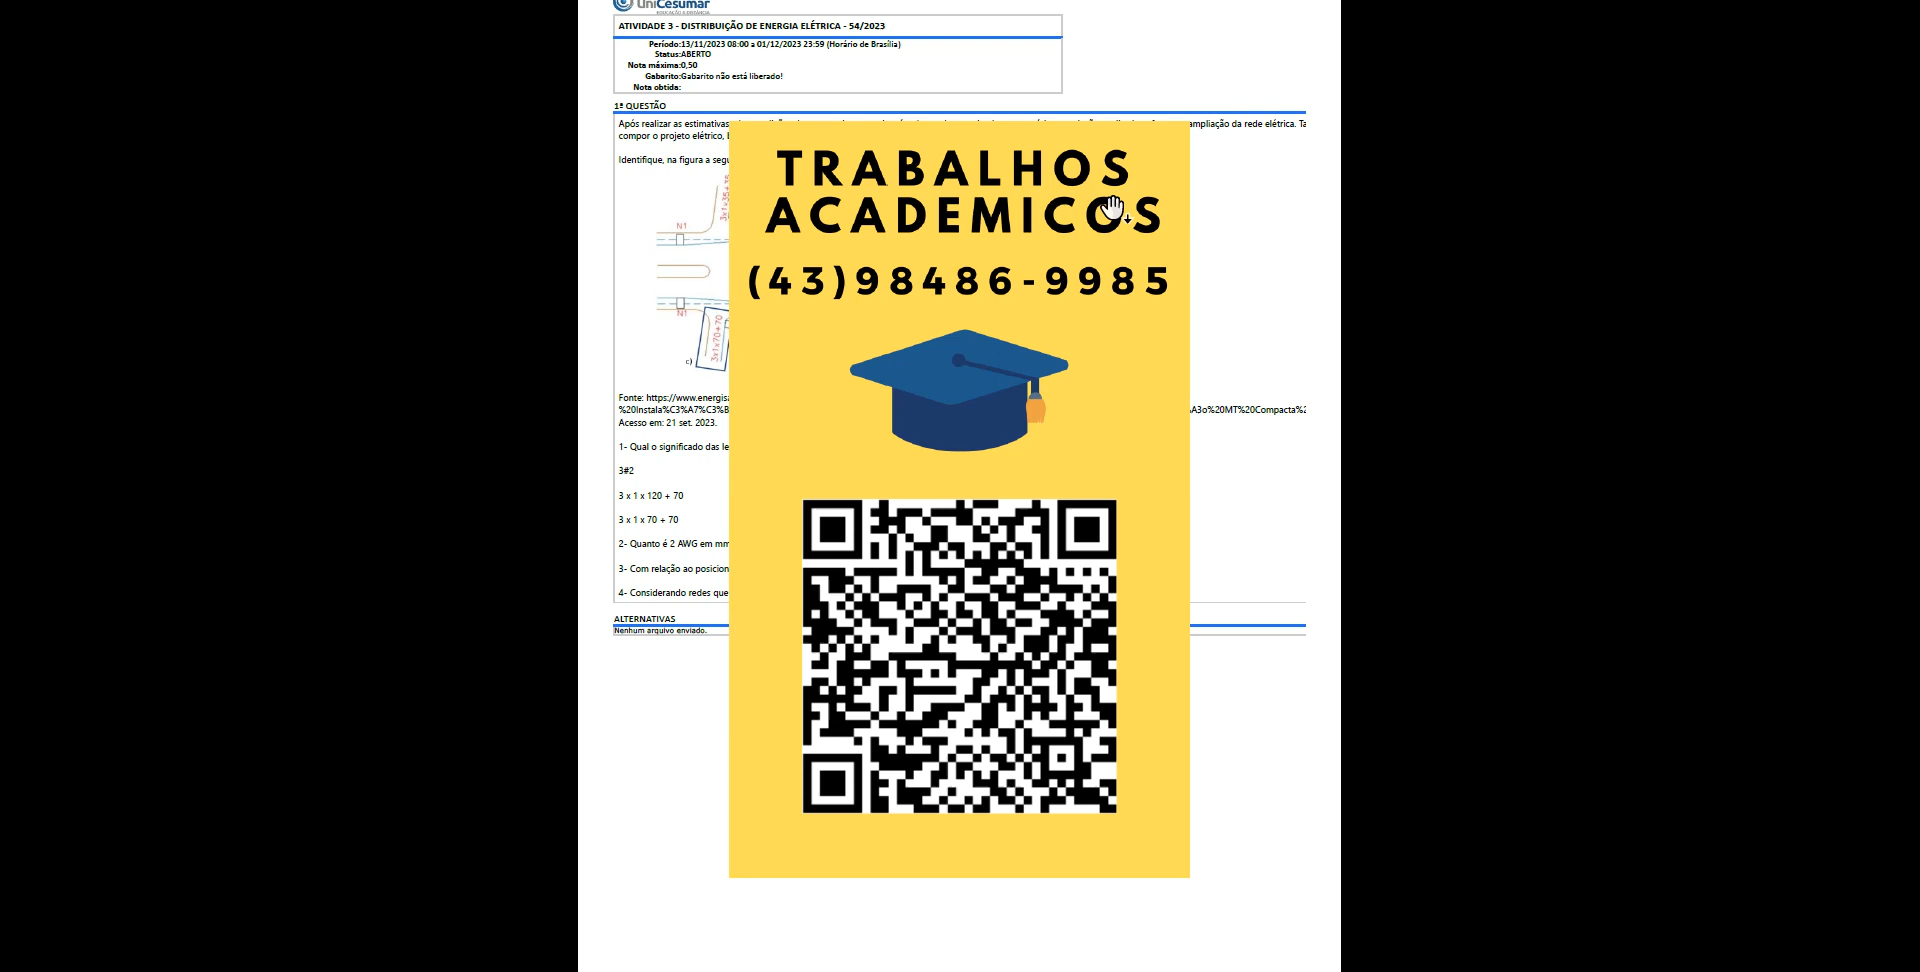 UniCesumar
ATIVIDADE 3 - DISTRIBUIÇÃO DE ENERGIA ELÉTRICA - 54/2023
Período:13/11/2023 08:00 a 01/12/2023 23:59 (Horário de Brasília)
Status:ABERTO
Nota máxima:0,50
Gabarito:Gabarito não está liberado!
Nota obtida:
1ª QUESTÃO
Após realizar as estimativas ampliação da rede elétrica. Ta
compor o projeto elétrico,
Identifique, na figura a segu
3x1x35+35
N1
N1
3x1x70+70
c)
Fonte: https://www.energisa
%20Instala%C3%A7%C3%B A3o%20MT%20Compacta%2
Acesso em: 21 set. 2023.
1- Qual o significado das le
3#2
3 x 1 x 120 + 70
3 x 1 x 70 + 70
2- Quanto é 2 AWG em mm
3- Com relação ao posicion
4- Considerando redes que
ALTERNATIVAS
Nenhum arquivo enviado.
TRABALHOS
ACADEMICOS
(43)98486-9985